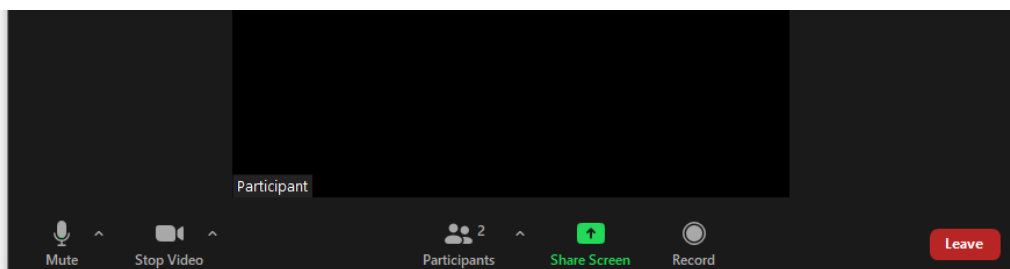 Participant
2
Leave
Mute
Stop Video
Participants
Share Screen
Record